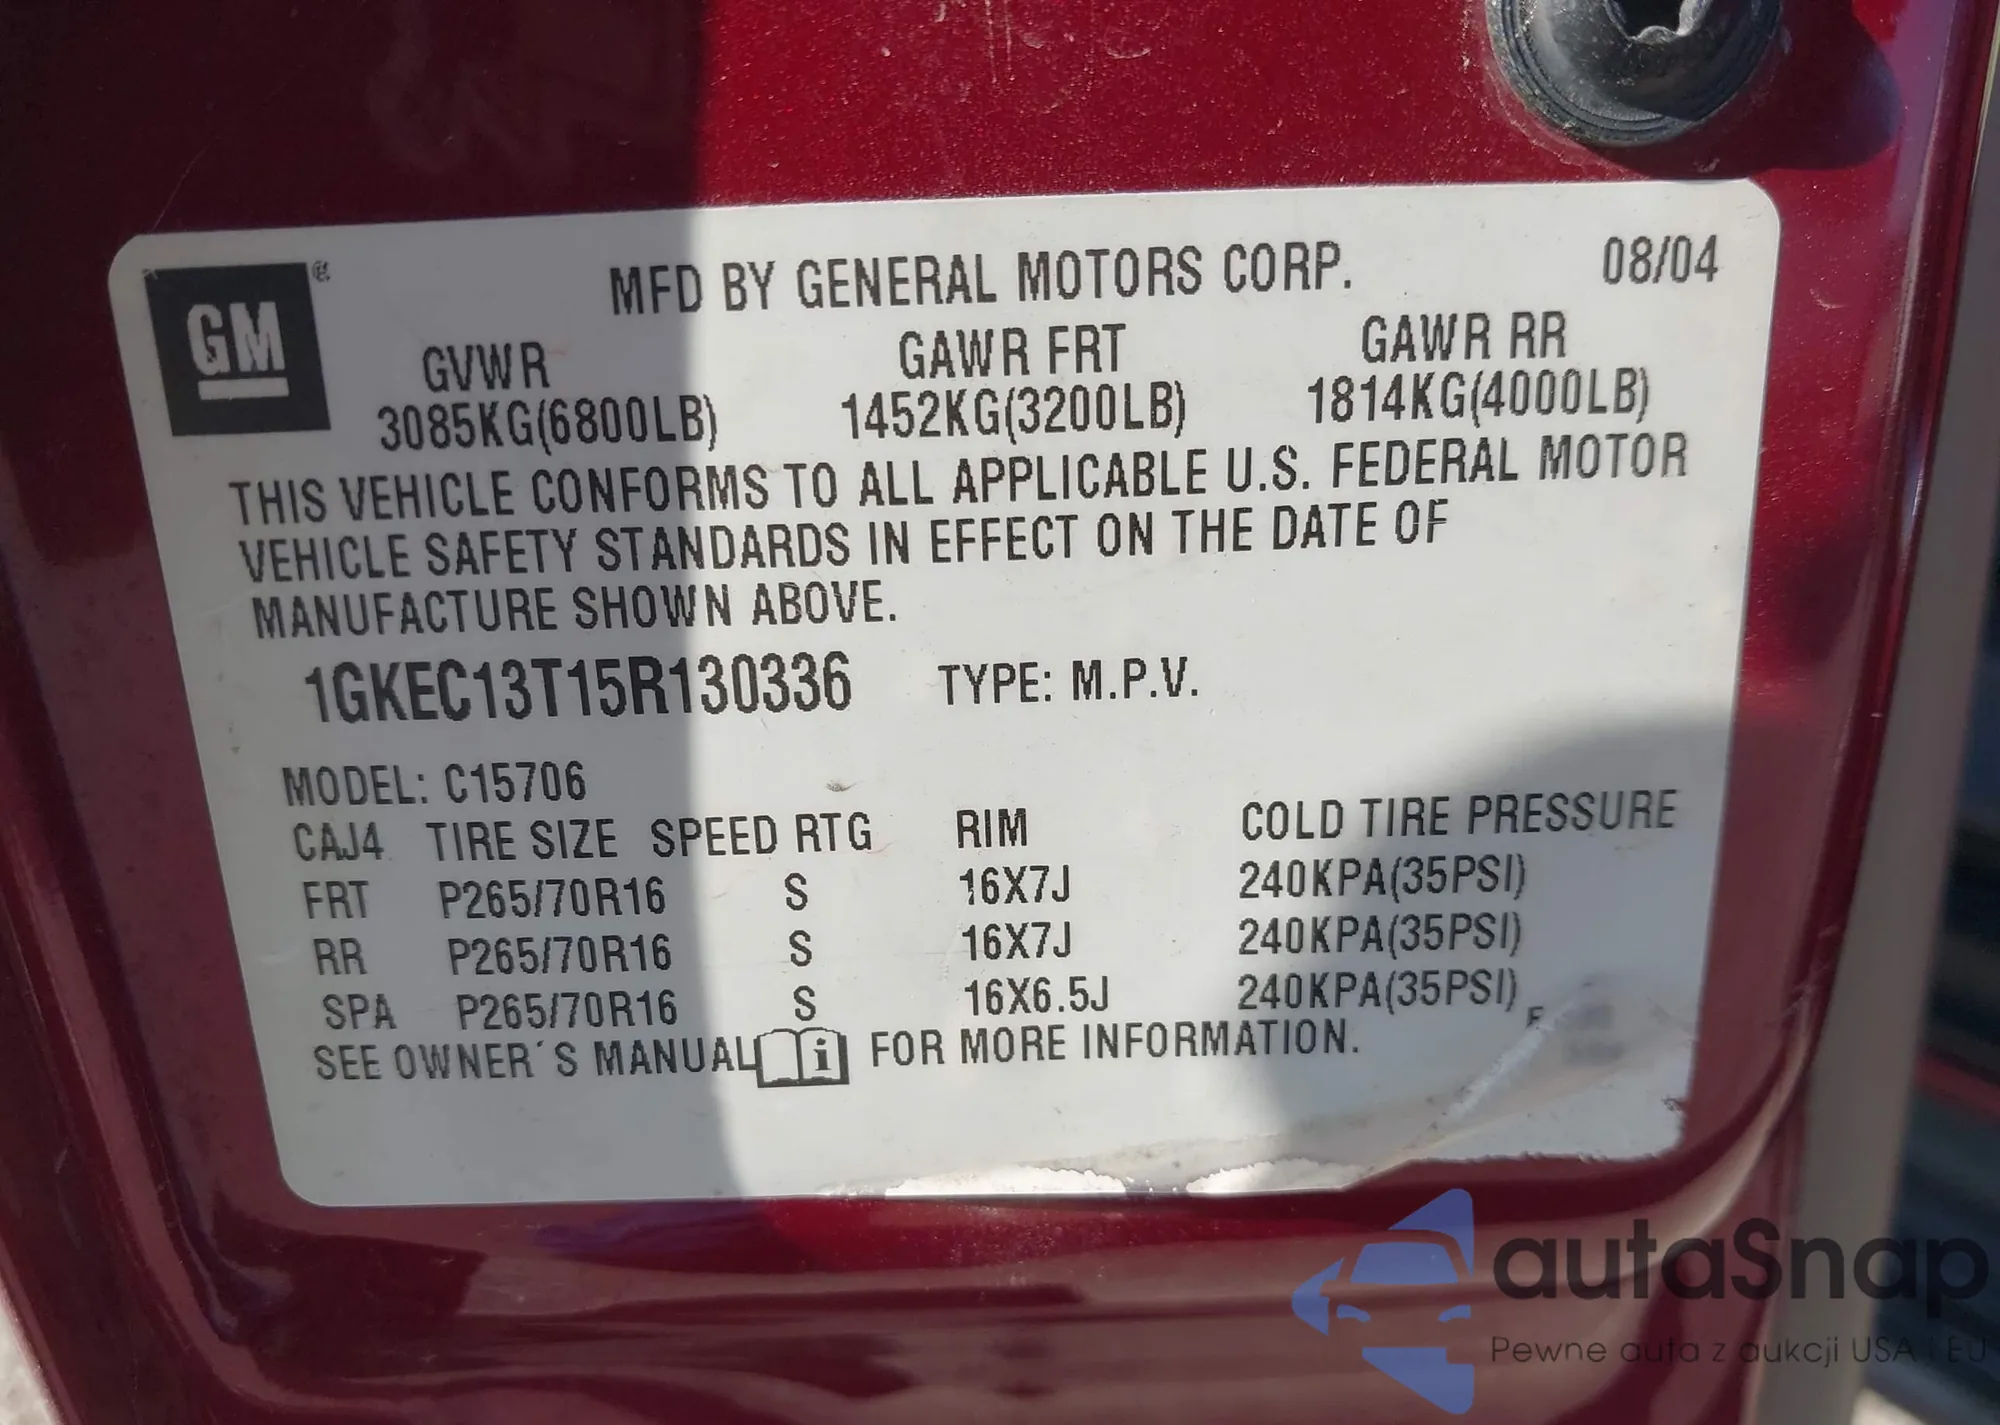 GM ®
MFD BY GENERAL MOTORS CORP. 08/04
GVWR GAWR FRT GAWR RR
3085KG(6800LB) 1452KG(3200LB) 1814KG(4000LB)
THIS VEHICLE CONFORMS TO ALL APPLICABLE U.S. FEDERAL MOTOR
VEHICLE SAFETY STANDARDS IN EFFECT ON THE DATE OF
MANUFACTURE SHOWN ABOVE.
1GKEC13T15R130336 TYPE: M.P.V.
MODEL: C15706
CAJ4 TIRE SIZE SPEED RTG RIM COLD TIRE PRESSURE
FRT P265/70R16 S 16X7J 240KPA(35PSI)
RR P265/70R16 S 16X7J 240KPA(35PSI)
SPA P265/70R16 S 16X6.5J 240KPA(35PSI)
SEE OWNER´S MANUAL i FOR MORE INFORMATION.
autaSnap
Pewne auta z aukcji USA i EU